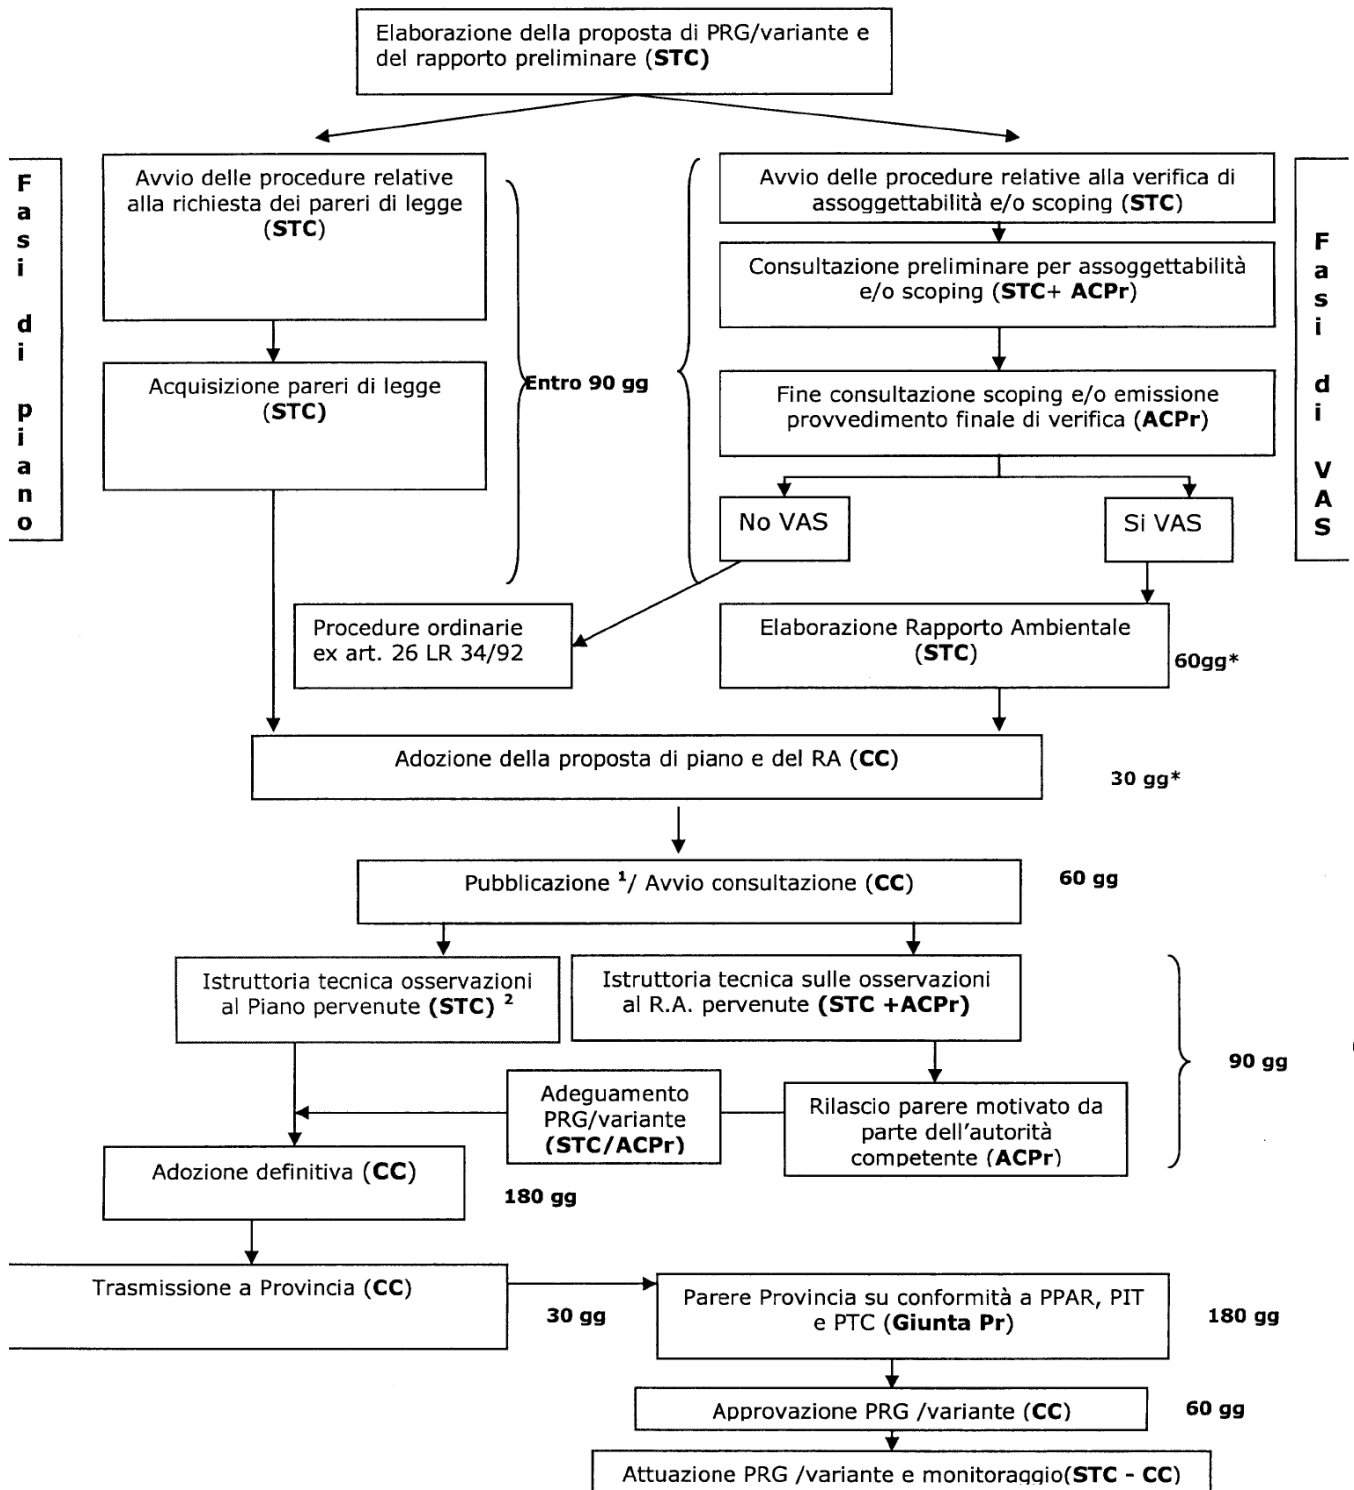 Elaborazione della proposta di PRG/variante e
del rapporto preliminare (STC)
Fasi di piano
Avvio delle procedure relative
alla richiesta dei pareri di legge
(STC)
Acquisizione pareri di legge
(STC)
Entro 90 gg
Avvio delle procedure relative alla verifica di
assoggettabilità e/o scoping (STC)
Consultazione preliminare per assoggettabilità
e/o scoping (STC+ ACPr)
Fine consultazione scoping e/o emissione
provvedimento finale di verifica (ACPr)
Fasi di VAS
No VAS
Si VAS
Procedure ordinarie
ex art. 26 LR 34/92
Elaborazione Rapporto Ambientale
(STC)
60gg*
Adozione della proposta di piano e del RA (CC)
30 gg*
Pubblicazione ¹/ Avvio consultazione (CC)
60 gg
Istruttoria tecnica osservazioni
al Piano pervenute (STC) ²
Istruttoria tecnica sulle osservazioni
al R.A. pervenute (STC +ACPr)
90 gg
Adeguamento
PRG/variante
(STC/ACPr)
Rilascio parere motivato da
parte dell'autorità
competente (ACPr)
Adozione definitiva (CC)
180 gg
Trasmissione a Provincia (CC)
30 gg
Parere Provincia su conformità a PPAR, PIT
e PTC (Giunta Pr)
180 gg
Approvazione PRG /variante (CC)
60 gg
Attuazione PRG /variante e monitoraggio(STC - CC)